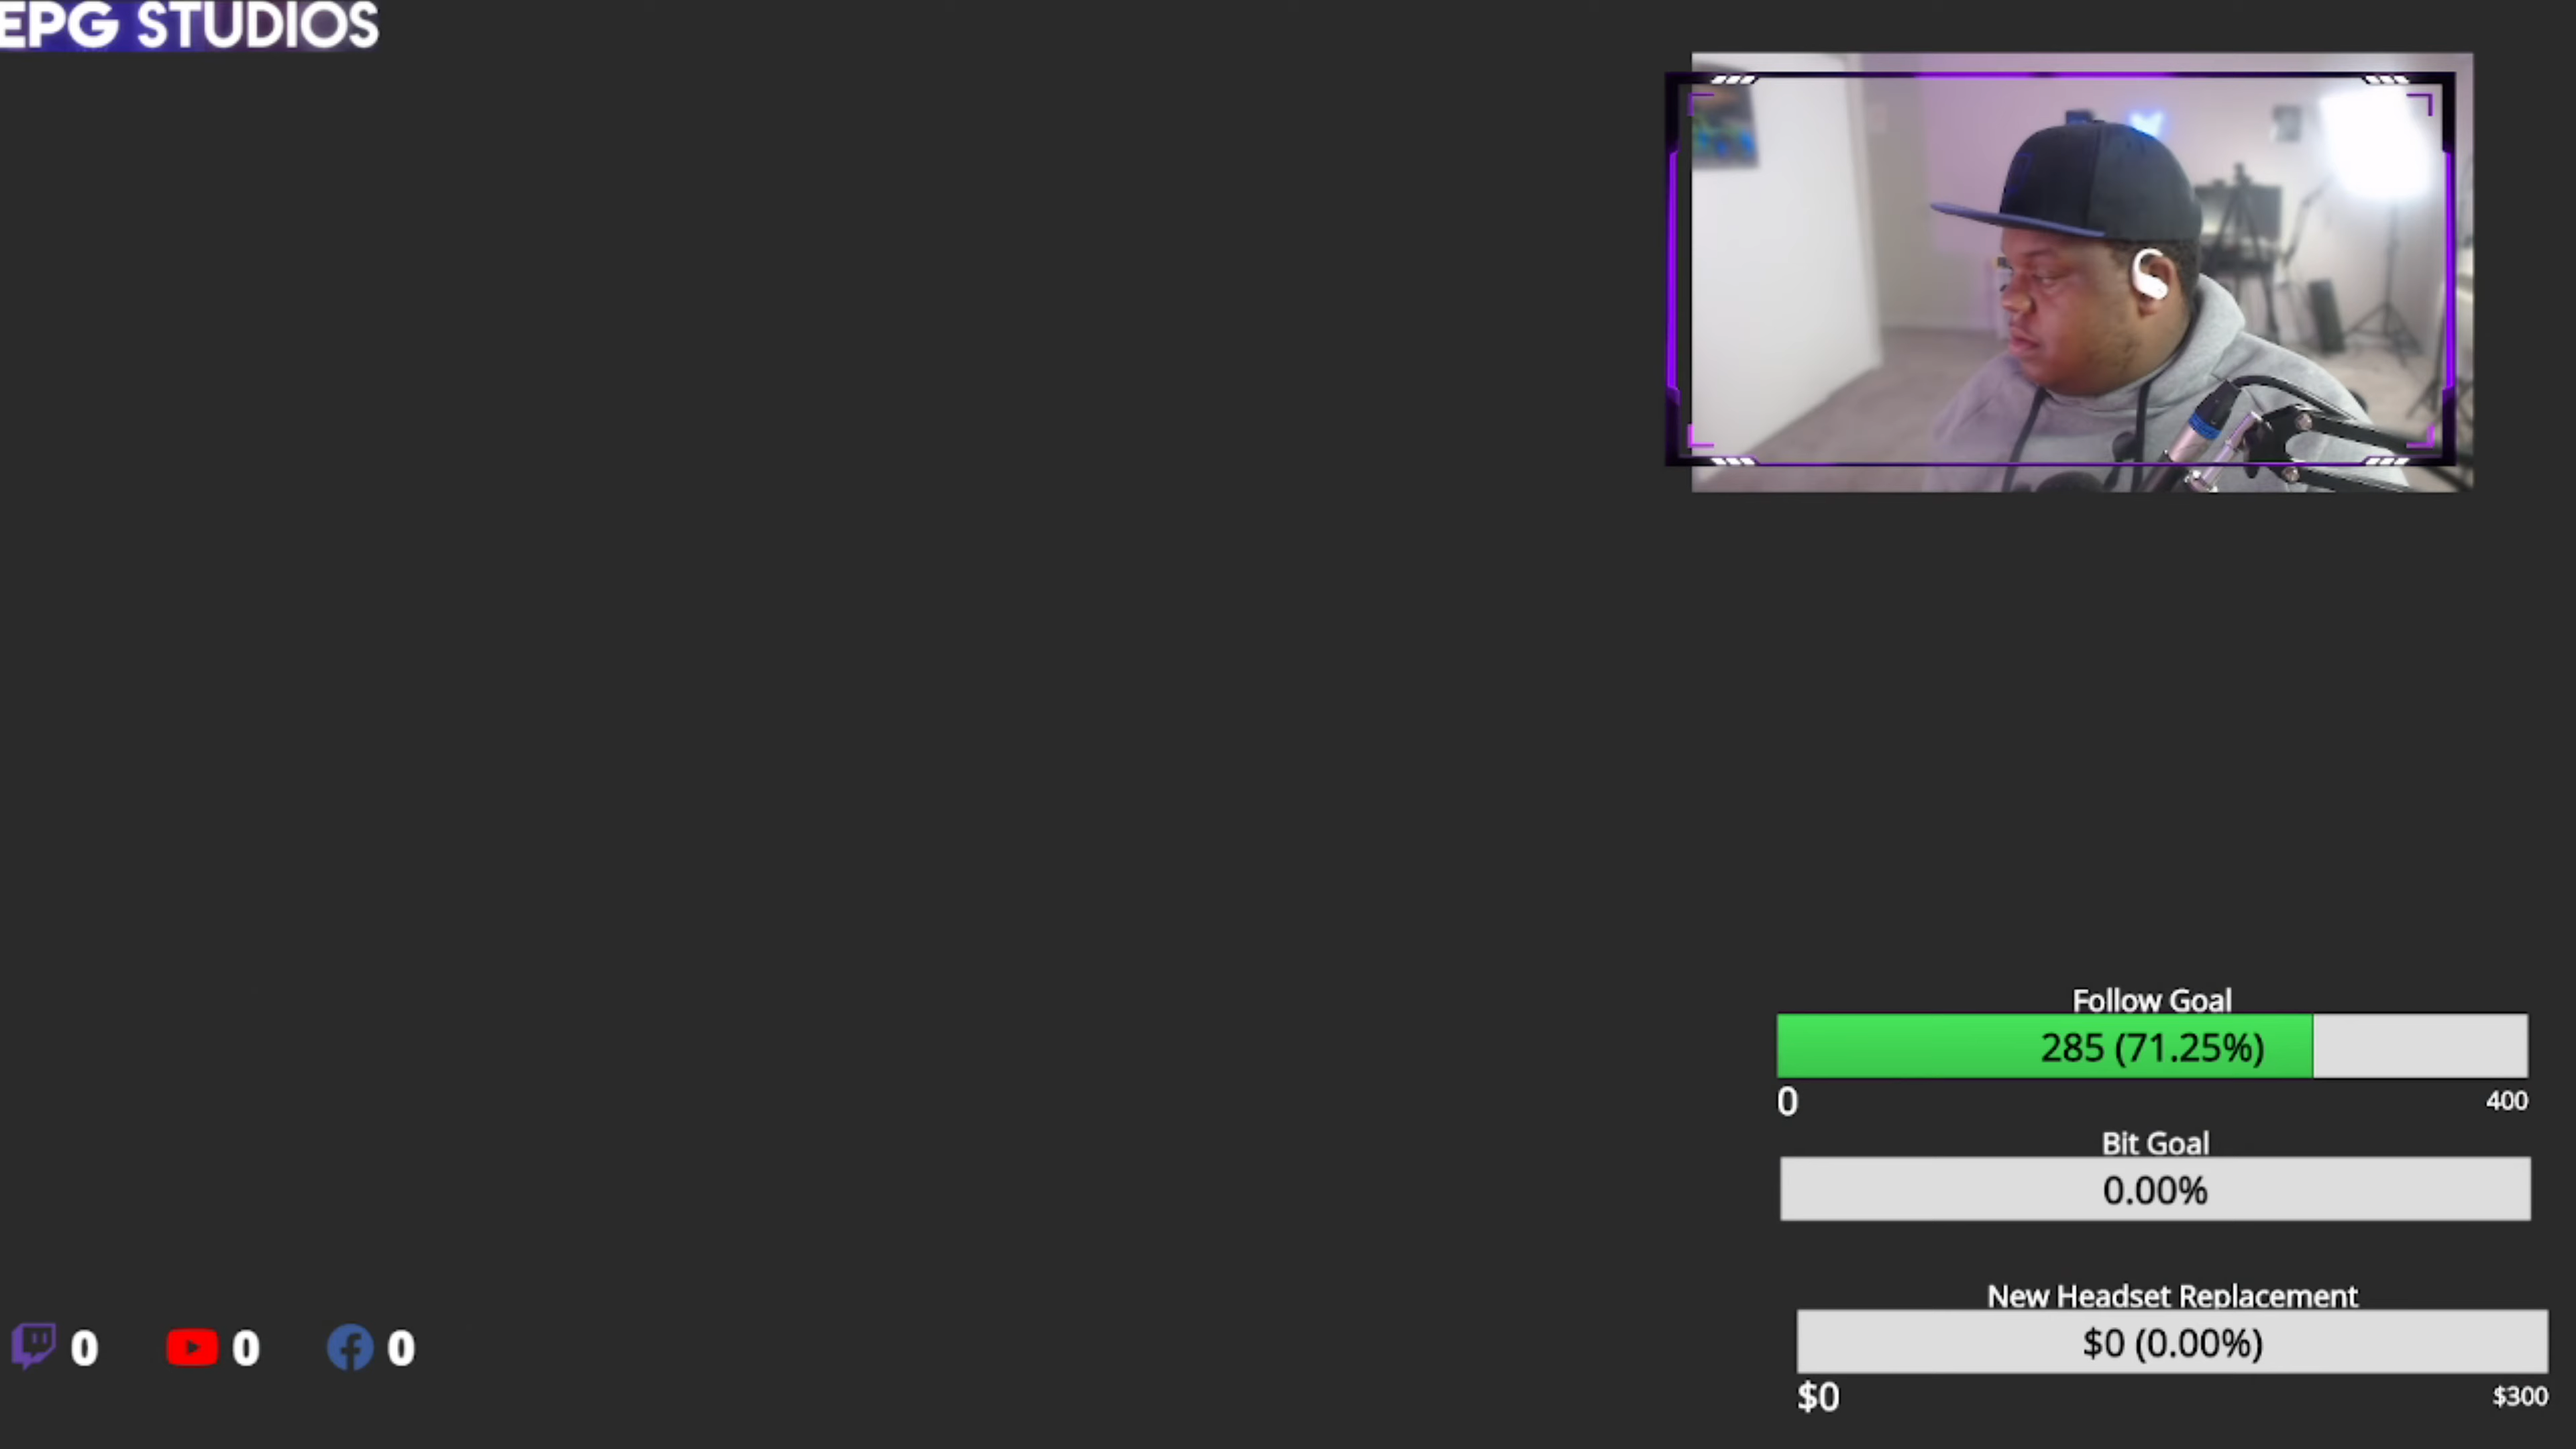 EPG STUDIOS
Follow Goal
285 (71.25%)
0 400
Bit Goal
0.00%
New Headset Replacement
$0 (0.00%)
$0 $300
0 0 0